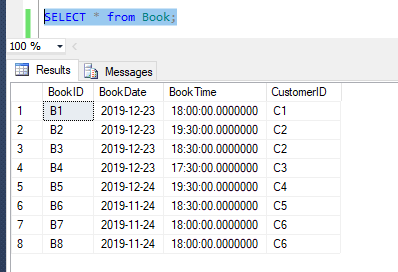 SELECT * from Book;
100 %
Results Messages
BookID BookDate BookTime CustomerID
1 B1 2019-12-23 18:00:00.0000000 C1
2 B2 2019-12-23 19:30:00.0000000 C2
3 B3 2019-12-23 18:30:00.0000000 C2
4 B4 2019-12-23 17:30:00.0000000 C3
5 B5 2019-12-24 19:30:00.0000000 C4
6 B6 2019-11-24 18:30:00.0000000 C5
7 B7 2019-11-24 18:00:00.0000000 C6
8 B8 2019-11-24 18:00:00.0000000 C6